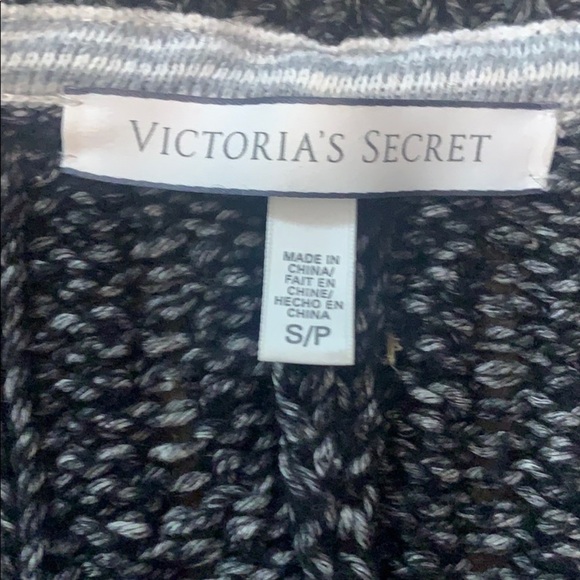 VICTORIA'S SECRET
MADE IN
CHINA/
FAIT EN
CHINE/
HECHO EN
CHINA
S/P